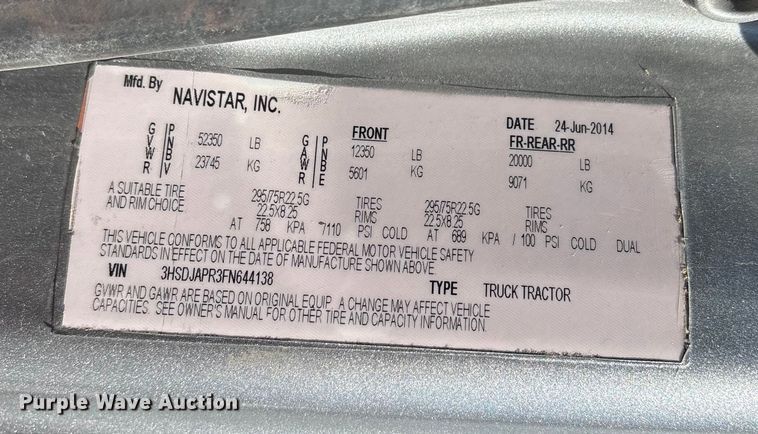 Mfd. By NAVISTAR, INC.
DATE 24-Jun-2014
GVWR PNBV 52350 LB
23745 KG
GAWR PNBE FRONT 12350 LB
5601 KG
FR-REAR-RR 20000 LB
9071 KG
A SUITABLE TIRE 295/75R22.5G TIRES 295/75R22.5G TIRES
AND RIM CHOICE 22.5X8.25 RIMS 22.5X8.25 RIMS
AT 758 KPA /110 PSI COLD AT 689 KPA / 100 PSI COLD DUAL
THIS VEHICLE CONFORMS TO ALL APPLICABLE FEDERAL MOTOR VEHICLE SAFETY
STANDARDS IN EFFECT ON THE DATE OF MANUFACTURE SHOWN ABOVE.
VIN 3HSDJAPR3FN644138 TYPE TRUCK TRACTOR
GVWR AND GAWR ARE BASED ON ORIGINAL EQUIP. A CHANGE MAY AFFECT VEHICLE
CAPACITIES. SEE OWNER'S MANUAL FOR OTHER TIRE AND CAPACITY INFORMATION.
Purple Wave Auction